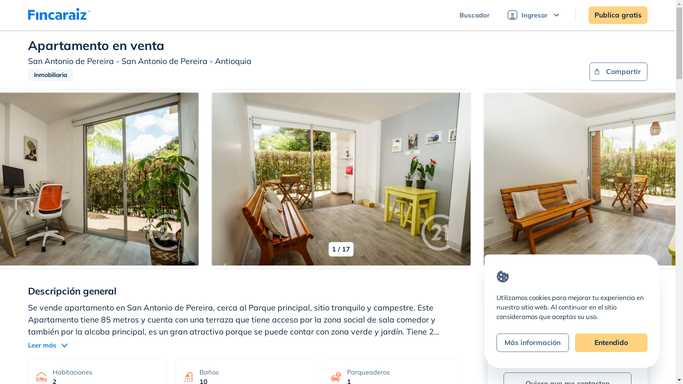 Fincaraiz
Buscador
Ingresar
Publica gratis
Apartamento en venta
San Antonio de Pereira - San Antonio de Pereira - Antioquia
Inmobiliaria
Compartir
21
1 / 17
Descripción general
Se vende apartamento en San Antonio de Pereira, cerca al Parque principal, sitio tranquilo y campestre. Este
Apartamento tiene 85 metros y cuenta con una terraza que tiene acceso por la zona social de sala comedor y
también por la alcoba principal, es un gran atractivo porque se puede contar con zona verde y jardín. Tiene 2...
Leer más
Habitaciones
2
Baños
10
Parqueaderos
1
Utilizamos cookies para mejorar tu experiencia en
nuestro sitio web. Al continuar en el sitio
consideramos que aceptas su uso.
Más información
Entendido
Quiero que me contacten